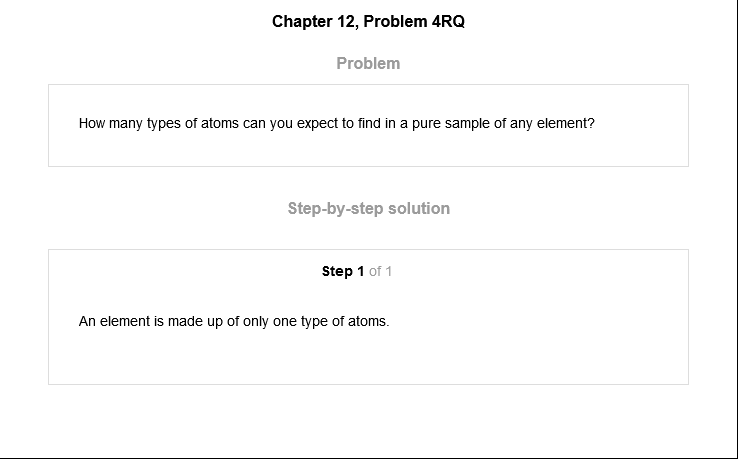 Chapter 12, Problem 4RQ
Problem
How many types of atoms can you expect to find in a pure sample of any element?
Step-by-step solution
Step 1 of 1
An element is made up of only one type of atoms.